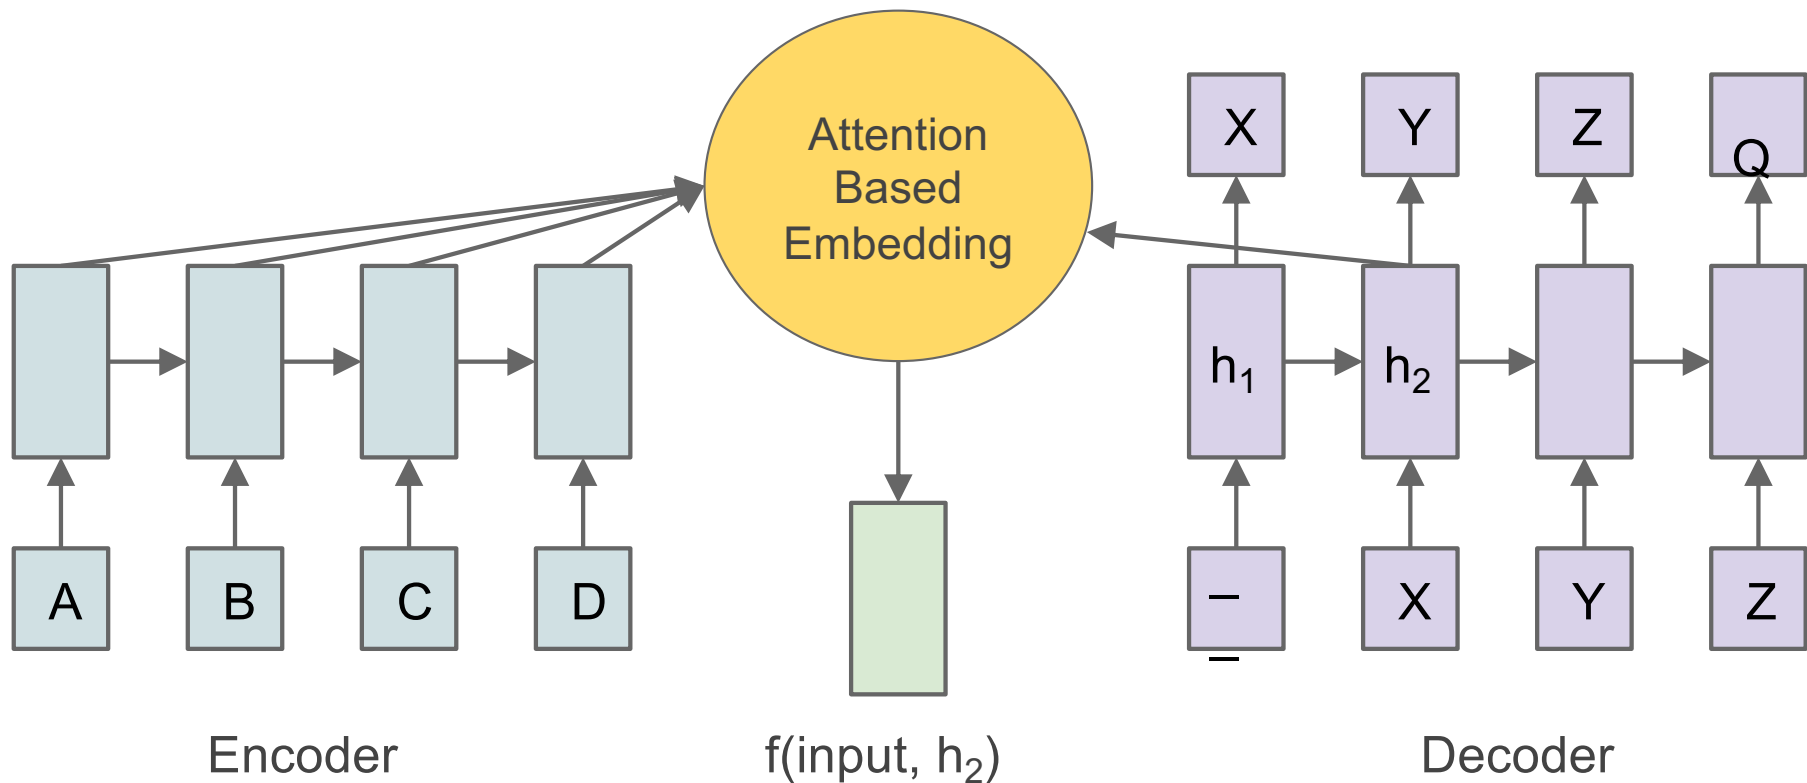 Attention
Based
Embedding
X Y Z Q
h₁ h₂
A B C D
_ X Y Z
_
Encoder
f(input, h₂)
Decoder